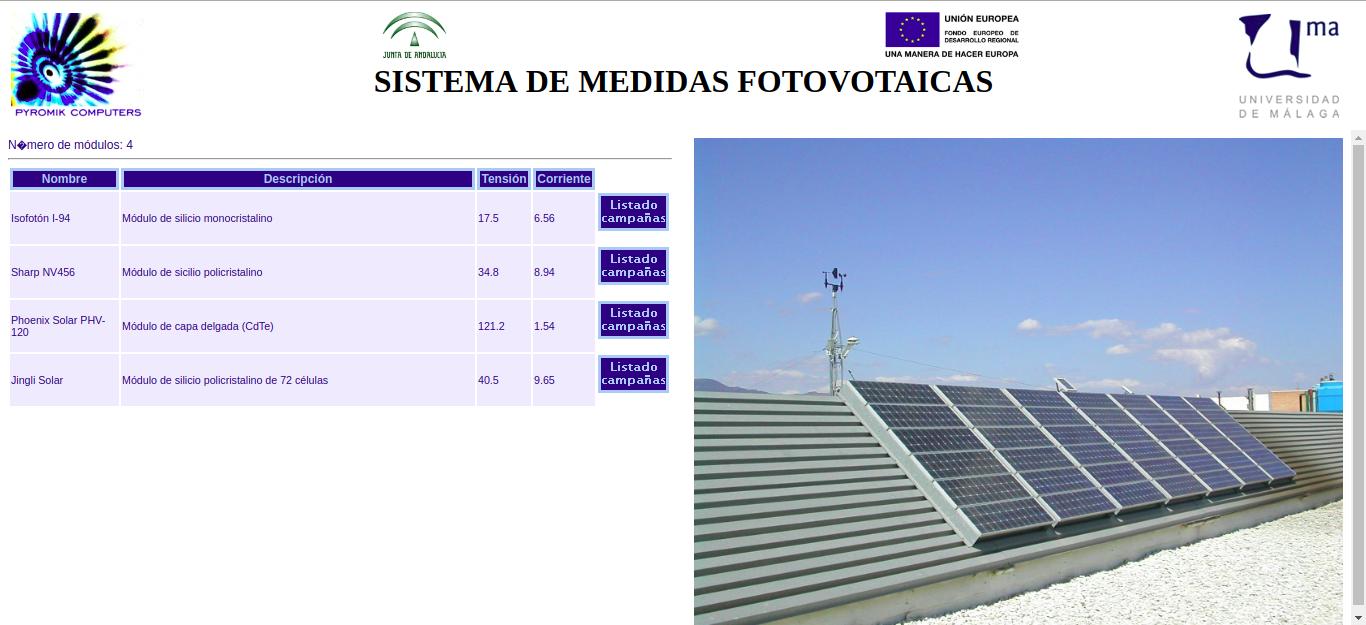 PYROMIK COMPUTERS
JUNTA DE ANDALUCIA
UNIÓN EUROPEA
FONDO EUROPEO DE
DESARROLLO REGIONAL
UNA MANERA DE HACER EUROPA
uma
UNIVERSIDAD
DE MÁLAGA
SISTEMA DE MEDIDAS FOTOVOTAICAS
N�mero de módulos: 4
Nombre Descripción Tensión Corriente
Isofotón I-94 Módulo de silicio monocristalino 17.5 6.56 Listado
campañas
Sharp NV456 Módulo de sicilio policristalino 34.8 8.94 Listado
campañas
Phoenix Solar PHV-
120 Módulo de capa delgada (CdTe) 121.2 1.54 Listado
campañas
Jingli Solar Módulo de silicio policristalino de 72 células 40.5 9.65 Listado
campañas